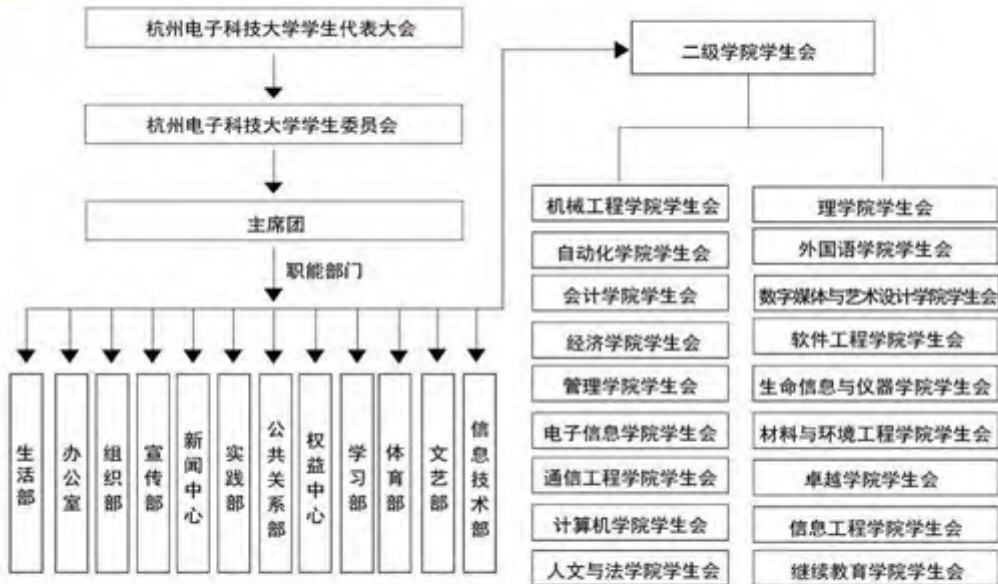 杭州电子科技大学学生代表大会
杭州电子科技大学学生委员会
主席团
职能部门
生活部
办公室
组织部
宣传部
新闻中心
实践部
公共关系部
权益中心
学习部
体育部
文艺部
信息技术部
二级学院学生会
机械工程学院学生会
自动化学院学生会
会计学院学生会
经济学院学生会
管理学院学生会
电子信息学院学生会
通信工程学院学生会
计算机学院学生会
人文与法学院学生会
理学院学生会
外国语学院学生会
数字媒体与艺术设计学院学生会
软件工程学院学生会
生命信息与仪器学院学生会
材料与环境工程学院学生会
卓越学院学生会
信息工程学院学生会
继续教育学院学生会